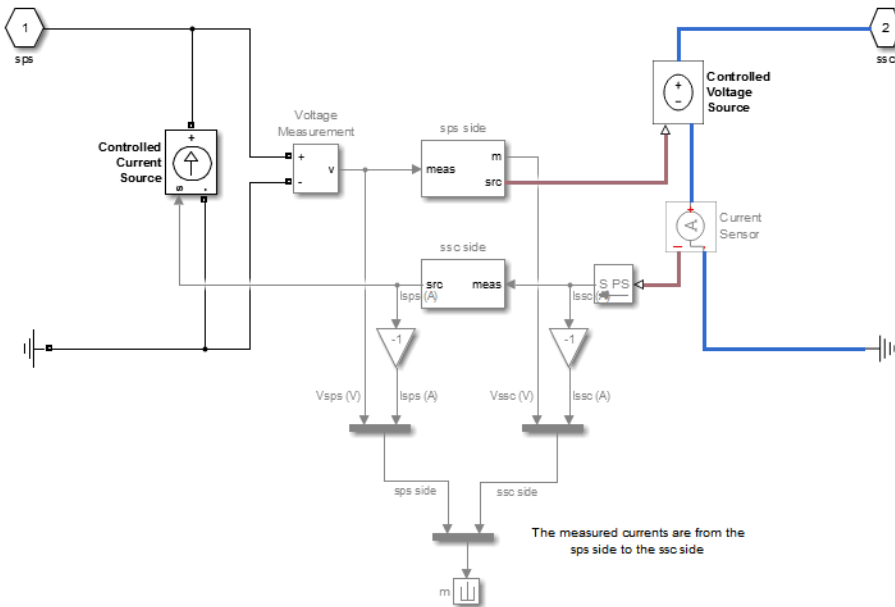 1
sps
2
ssc
Controlled
Voltage
Source
Voltage
Measurement
sps side
Controlled
Current
Source
+
s
-
+
-
v
meas
m
src
+
-
+
A
-
-
Current
Sensor
ssc side
src
meas
S PS
Isps (A)
Issc (A)
-1
-1
Vsps (V)
Isps (A)
Vssc (V)
Issc (A)
sps side
ssc side
The measured currents are from the
sps side to the ssc side
m